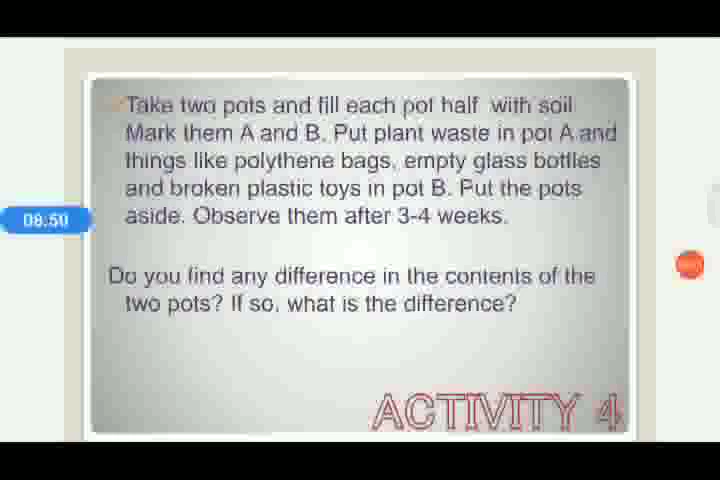 Take two pots and fill each pot half with soil.
Mark them A and B. Put plant waste in pot A and
things like polythene bags, empty glass bottles
and broken plastic toys in pot B. Put the pots
08:50
aside. Observe them after 3-4 weeks.
Do you find any difference in the contents of the
two pots? If so, what is the difference?
ACTIVITY 4